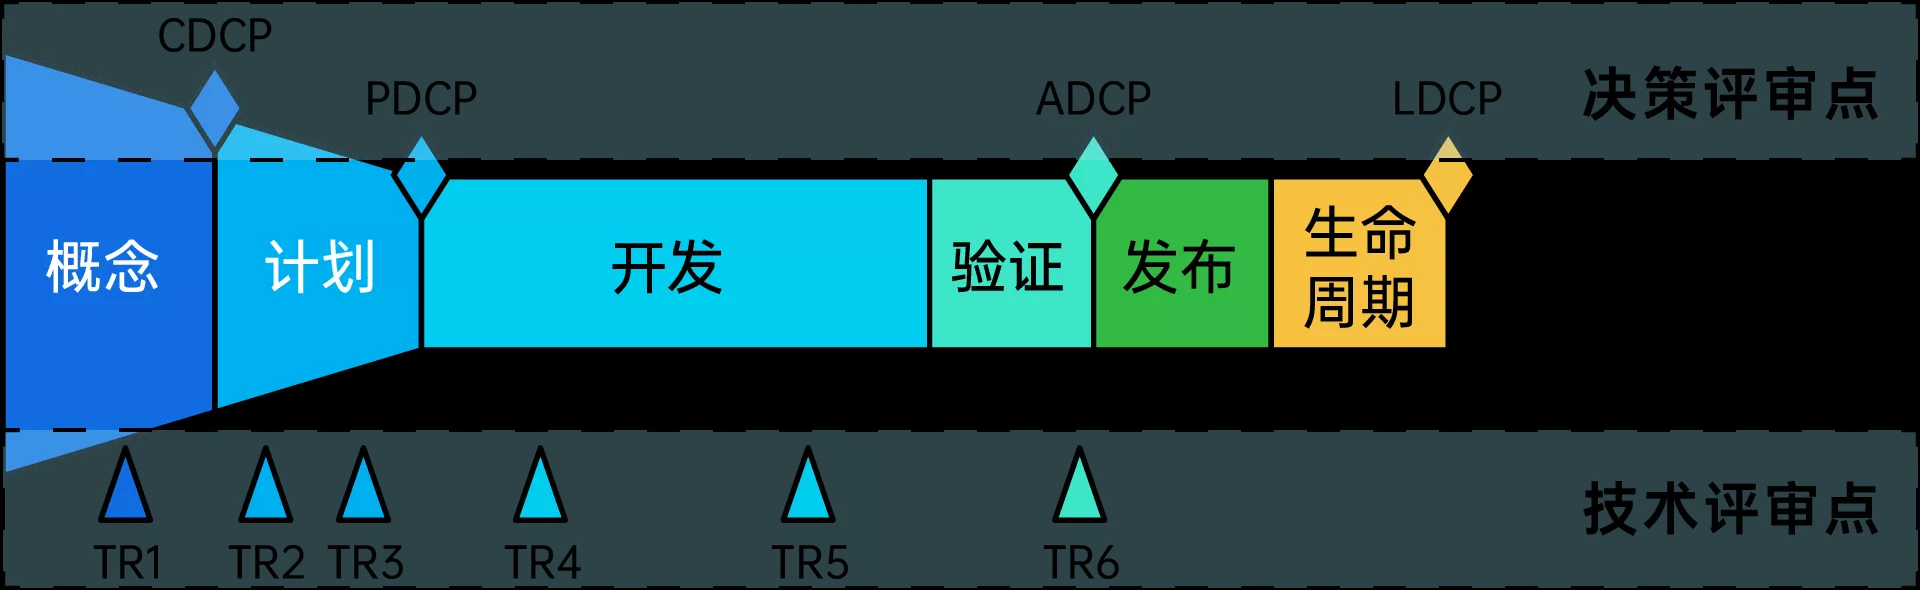 CDCP
PDCP
ADCP
LDCP
决策评审点
概念
计划
开发
验证
发布
生命
周期
技术评审点
TR1
TR2
TR3
TR4
TR5
TR6